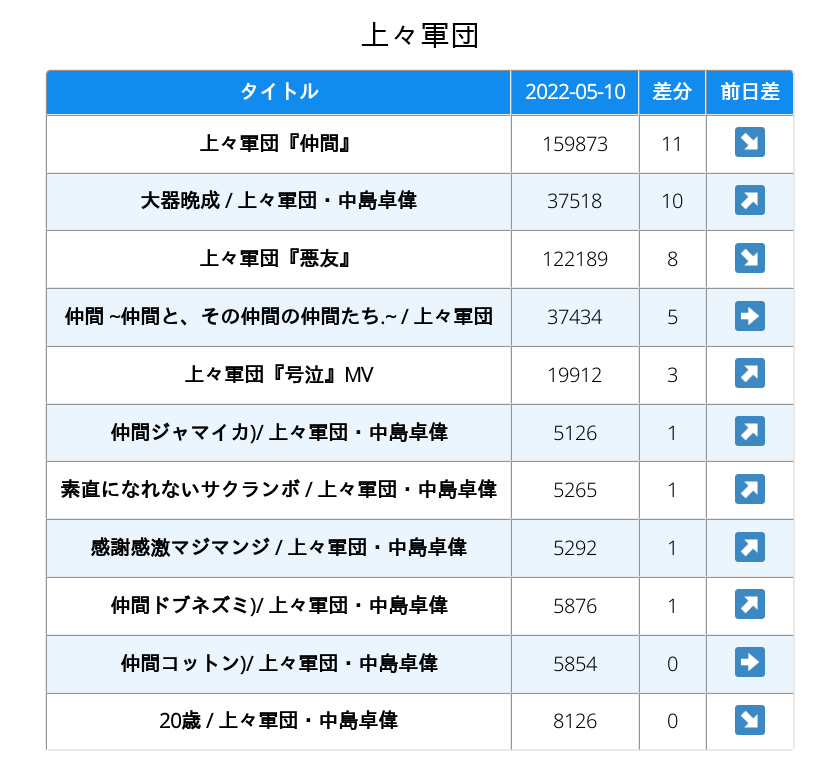 上々軍団
タイトル 2022-05-10 差分 前日差
上々軍団『仲間』 159873 11 ↘
大器晩成 / 上々軍団・中島卓偉 37518 10 ↗
上々軍団『悪友』 122189 8 ↘
仲間 ~仲間と、その仲間の仲間たち.~ / 上々軍団 37434 5 ➡
上々軍団『号泣』MV 19912 3 ↗
仲間ジャマイカ)/ 上々軍団・中島卓偉 5126 1 ↗
素直になれないサクランボ / 上々軍団・中島卓偉 5265 1 ↗
感謝感激マジマンジ / 上々軍団・中島卓偉 5292 1 ↗
仲間ドブネズミ)/ 上々軍団・中島卓偉 5876 1 ↗
仲間コットン)/ 上々軍団・中島卓偉 5854 0 ➡
20歳 / 上々軍団・中島卓偉 8126 0 ↘